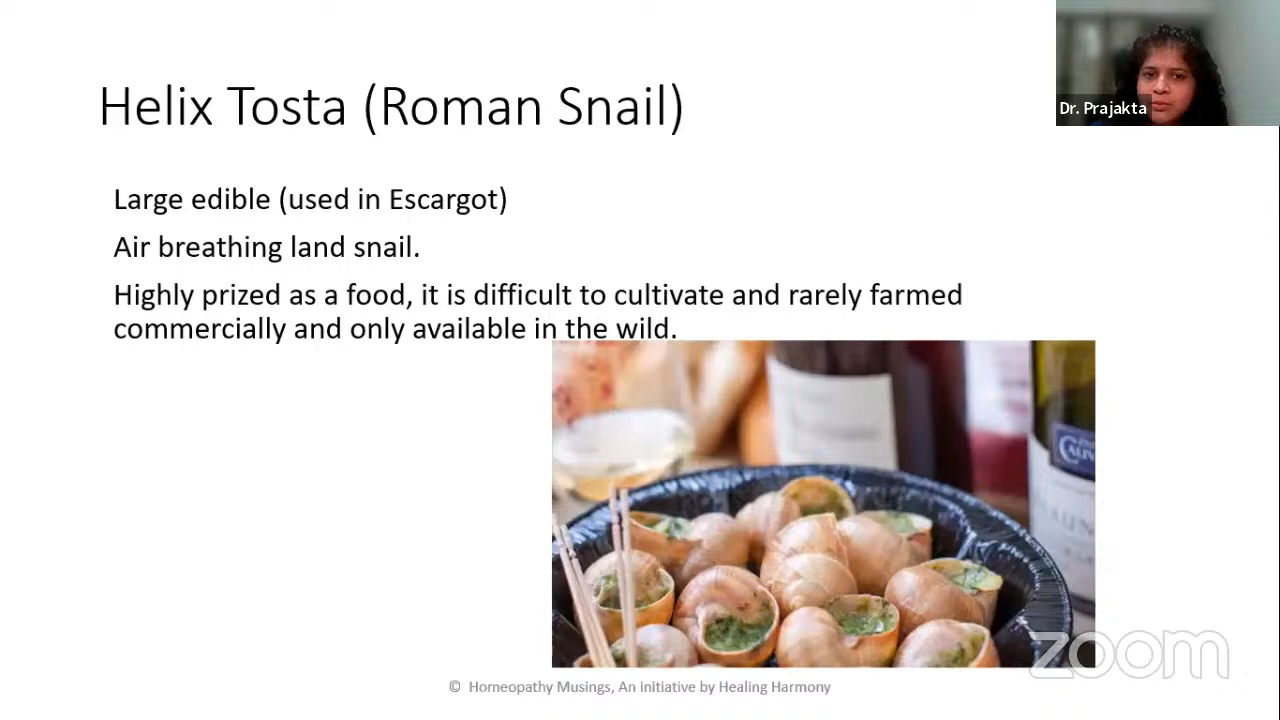 Helix Tosta (Roman Snail)
Dr. Prajakta
Large edible (used in Escargot)
Air breathing land snail.
Highly prized as a food, it is difficult to cultivate and rarely farmed
commercially and only available in the wild.
zoom
© Homeopathy Musings, An initiative by Healing Harmony